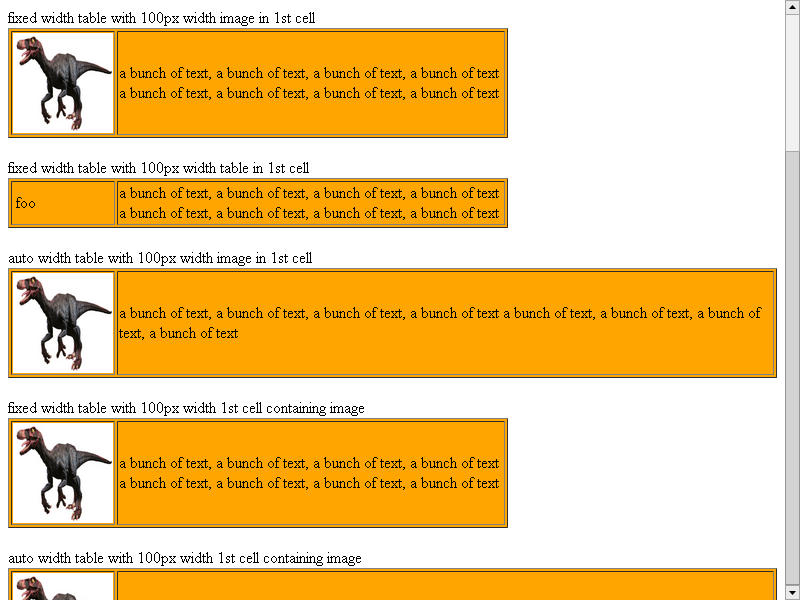 fixed width table with 100px width image in 1st cell
a bunch of text, a bunch of text, a bunch of text, a bunch of text
a bunch of text, a bunch of text, a bunch of text, a bunch of text
fixed width table with 100px width table in 1st cell
foo
a bunch of text, a bunch of text, a bunch of text, a bunch of text
a bunch of text, a bunch of text, a bunch of text, a bunch of text
auto width table with 100px width image in 1st cell
a bunch of text, a bunch of text, a bunch of text, a bunch of text a bunch of text, a bunch of text, a bunch of
text, a bunch of text
fixed width table with 100px width 1st cell containing image
a bunch of text, a bunch of text, a bunch of text, a bunch of text
a bunch of text, a bunch of text, a bunch of text, a bunch of text
auto width table with 100px width 1st cell containing image